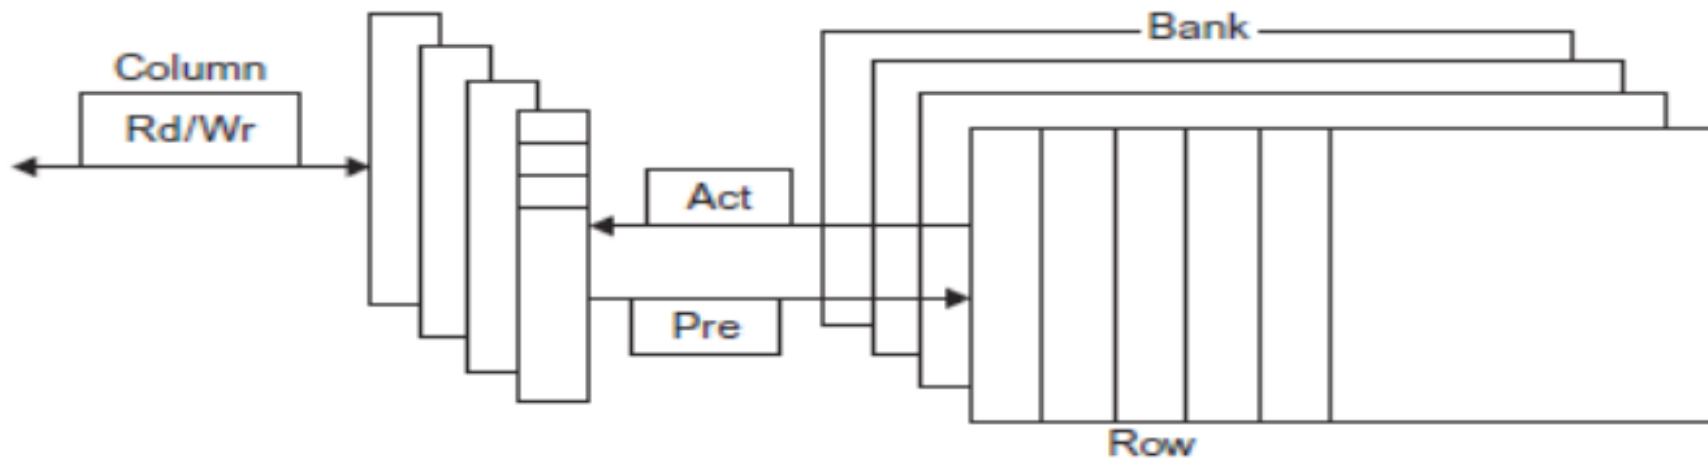 Bank
Column
Rd/Wr
Act
Pre
Row